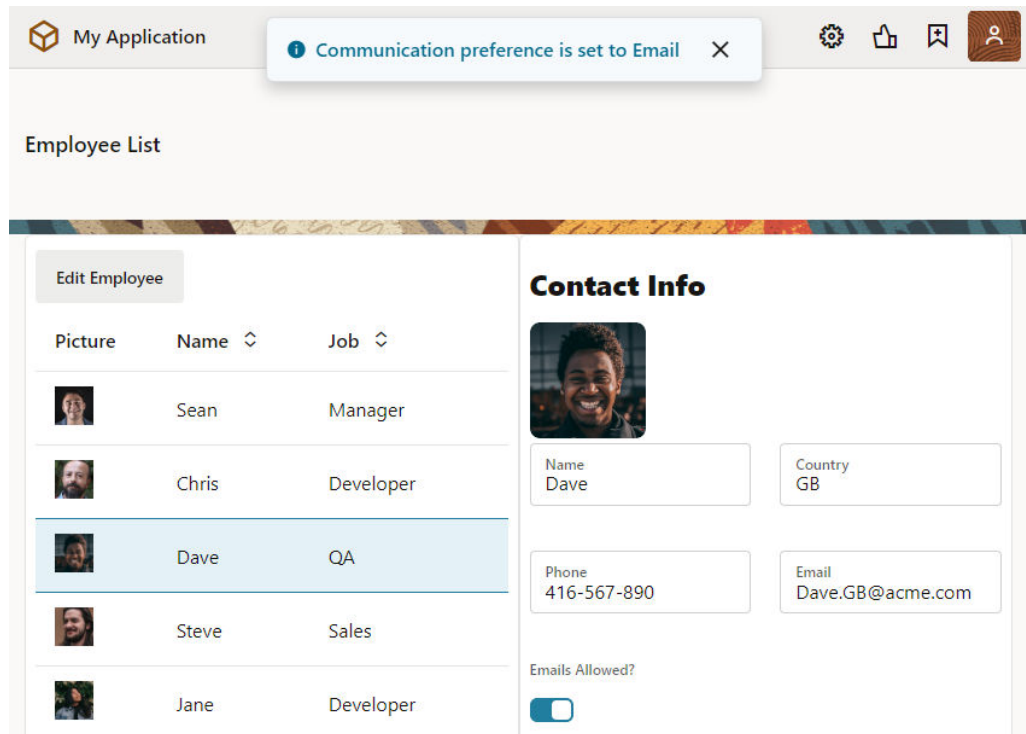 My Application
Communication preference is set to Email
Employee List
Edit Employee
Picture Name Job
Sean Manager
Chris Developer
Dave QA
Steve Sales
Jane Developer
Contact Info
Name
Dave
Country
GB
Phone
416-567-890
Email
Dave.GB@acme.com
Emails Allowed?